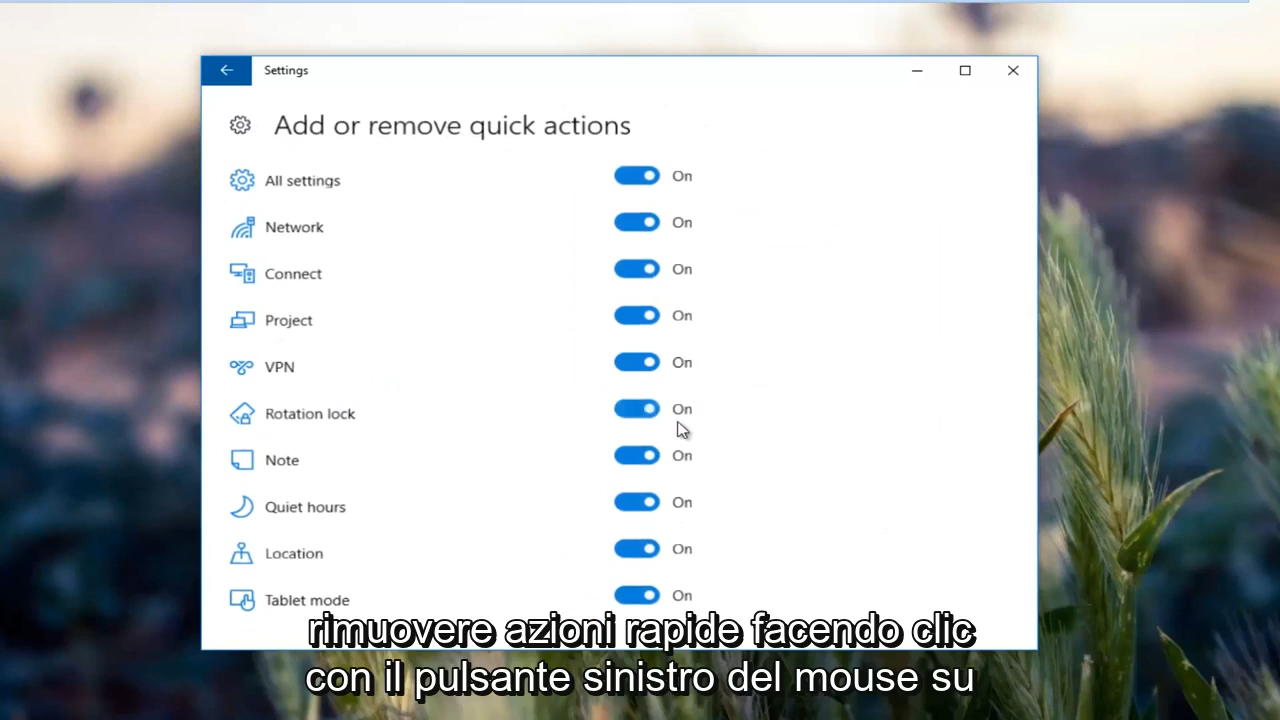 Settings
Add or remove quick actions
All settings On
Network On
Connect On
Project On
VPN On
Rotation lock On
Note On
Quiet hours On
Location On
Tablet mode On
rimuovere azioni rapide facendo clic
con il pulsante sinistro del mouse su